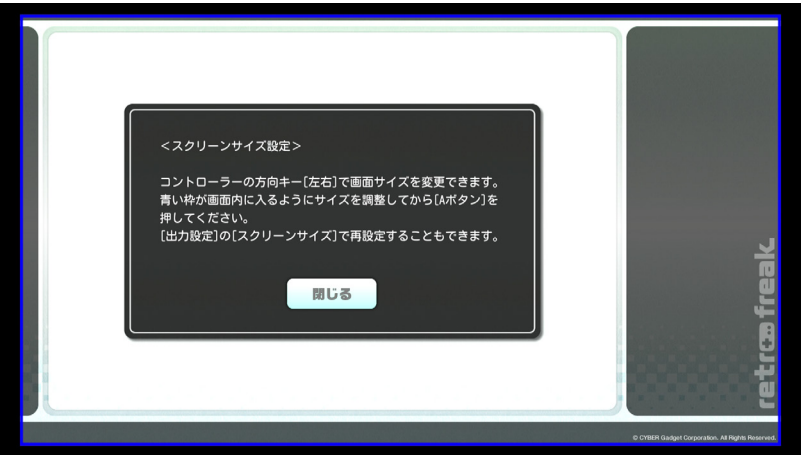 ＜スクリーンサイズ設定＞
コントローラーの方向キー[左右]で画面サイズを変更できます。
青い枠が画面内に入るようにサイズを調整してから[Aボタン]を
押してください。
[出力設定]の[スクリーンサイズ]で再設定することもできます。
閉じる
retro freak
© CYBER Gadget Corporation. All Rights Reserved.